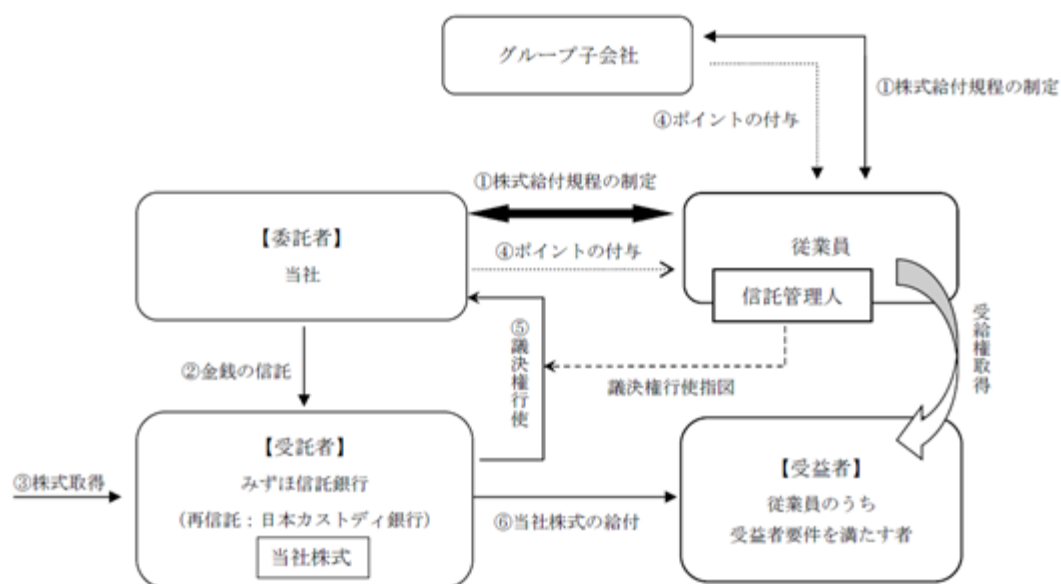 グループ子会社
①株式給付規程の制定
④ポイントの付与
①株式給付規程の制定
【委託者】
当社
④ポイントの付与
従業員
信託管理人
受給権取得
②金銭の信託
⑤議決権行使
議決権行使指図
【受託者】
みずほ信託銀行
(再信託:日本カストディ銀行)
当社株式
③株式取得
⑥当社株式の給付
【受益者】
従業員のうち
受益者要件を満たす者